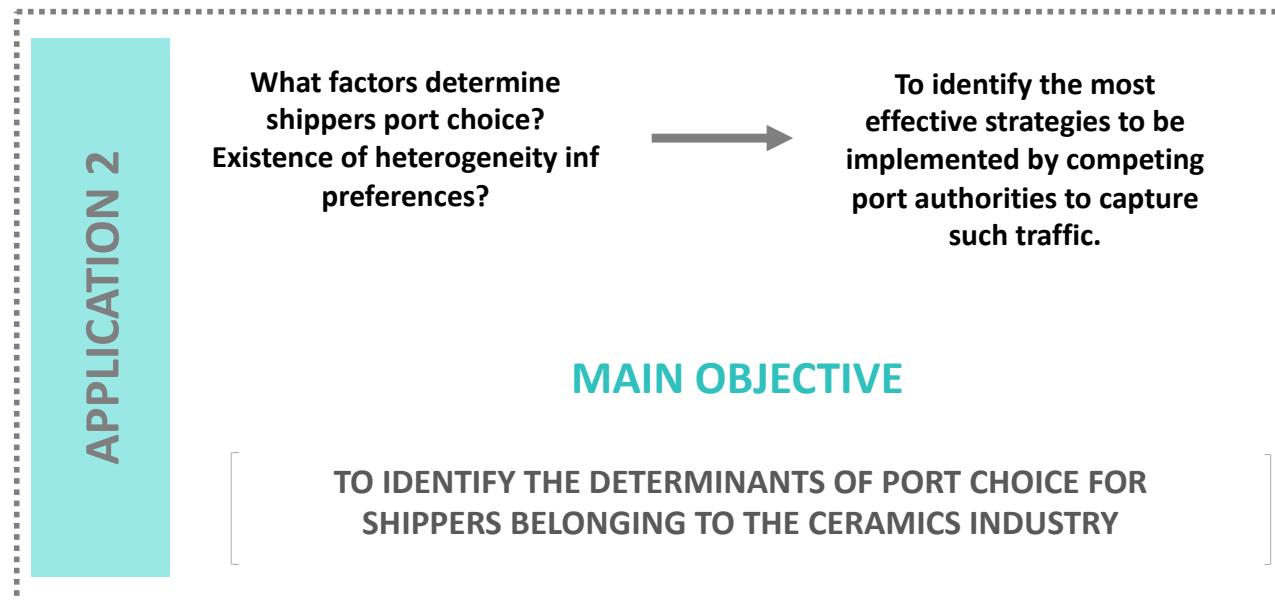 APPLICATION 2
What factors determine
shippers port choice?
Existence of heterogeneity inf
preferences?
To identify the most
effective strategies to be
implemented by competing
port authorities to capture
such traffic.
MAIN OBJECTIVE
TO IDENTIFY THE DETERMINANTS OF PORT CHOICE FOR
SHIPPERS BELONGING TO THE CERAMICS INDUSTRY